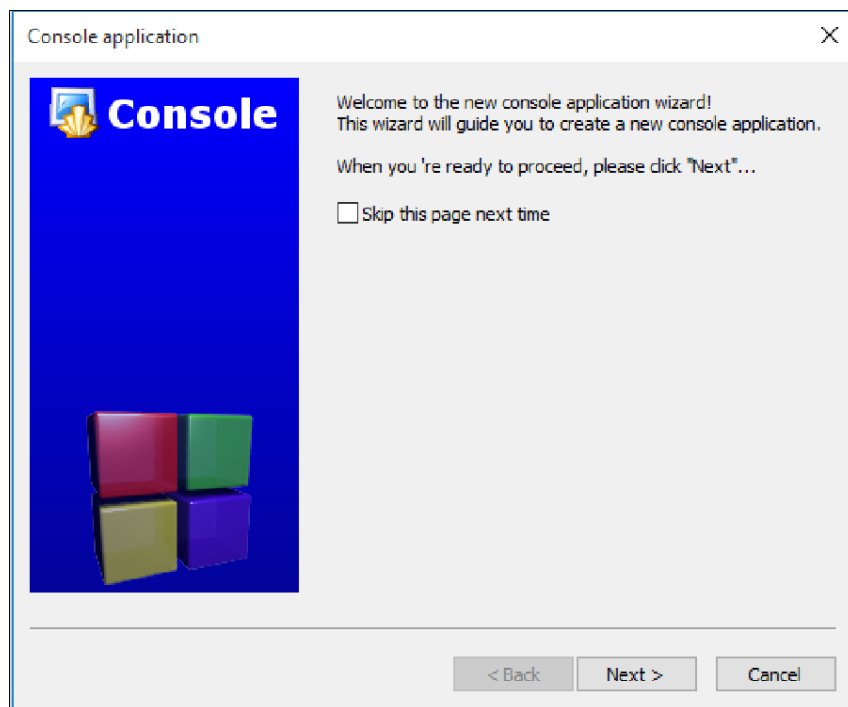 Console application
Console
Welcome to the new console application wizard!
This wizard will guide you to create a new console application.
When you 're ready to proceed, please click "Next"...
Skip this page next time
< Back
Next >
Cancel